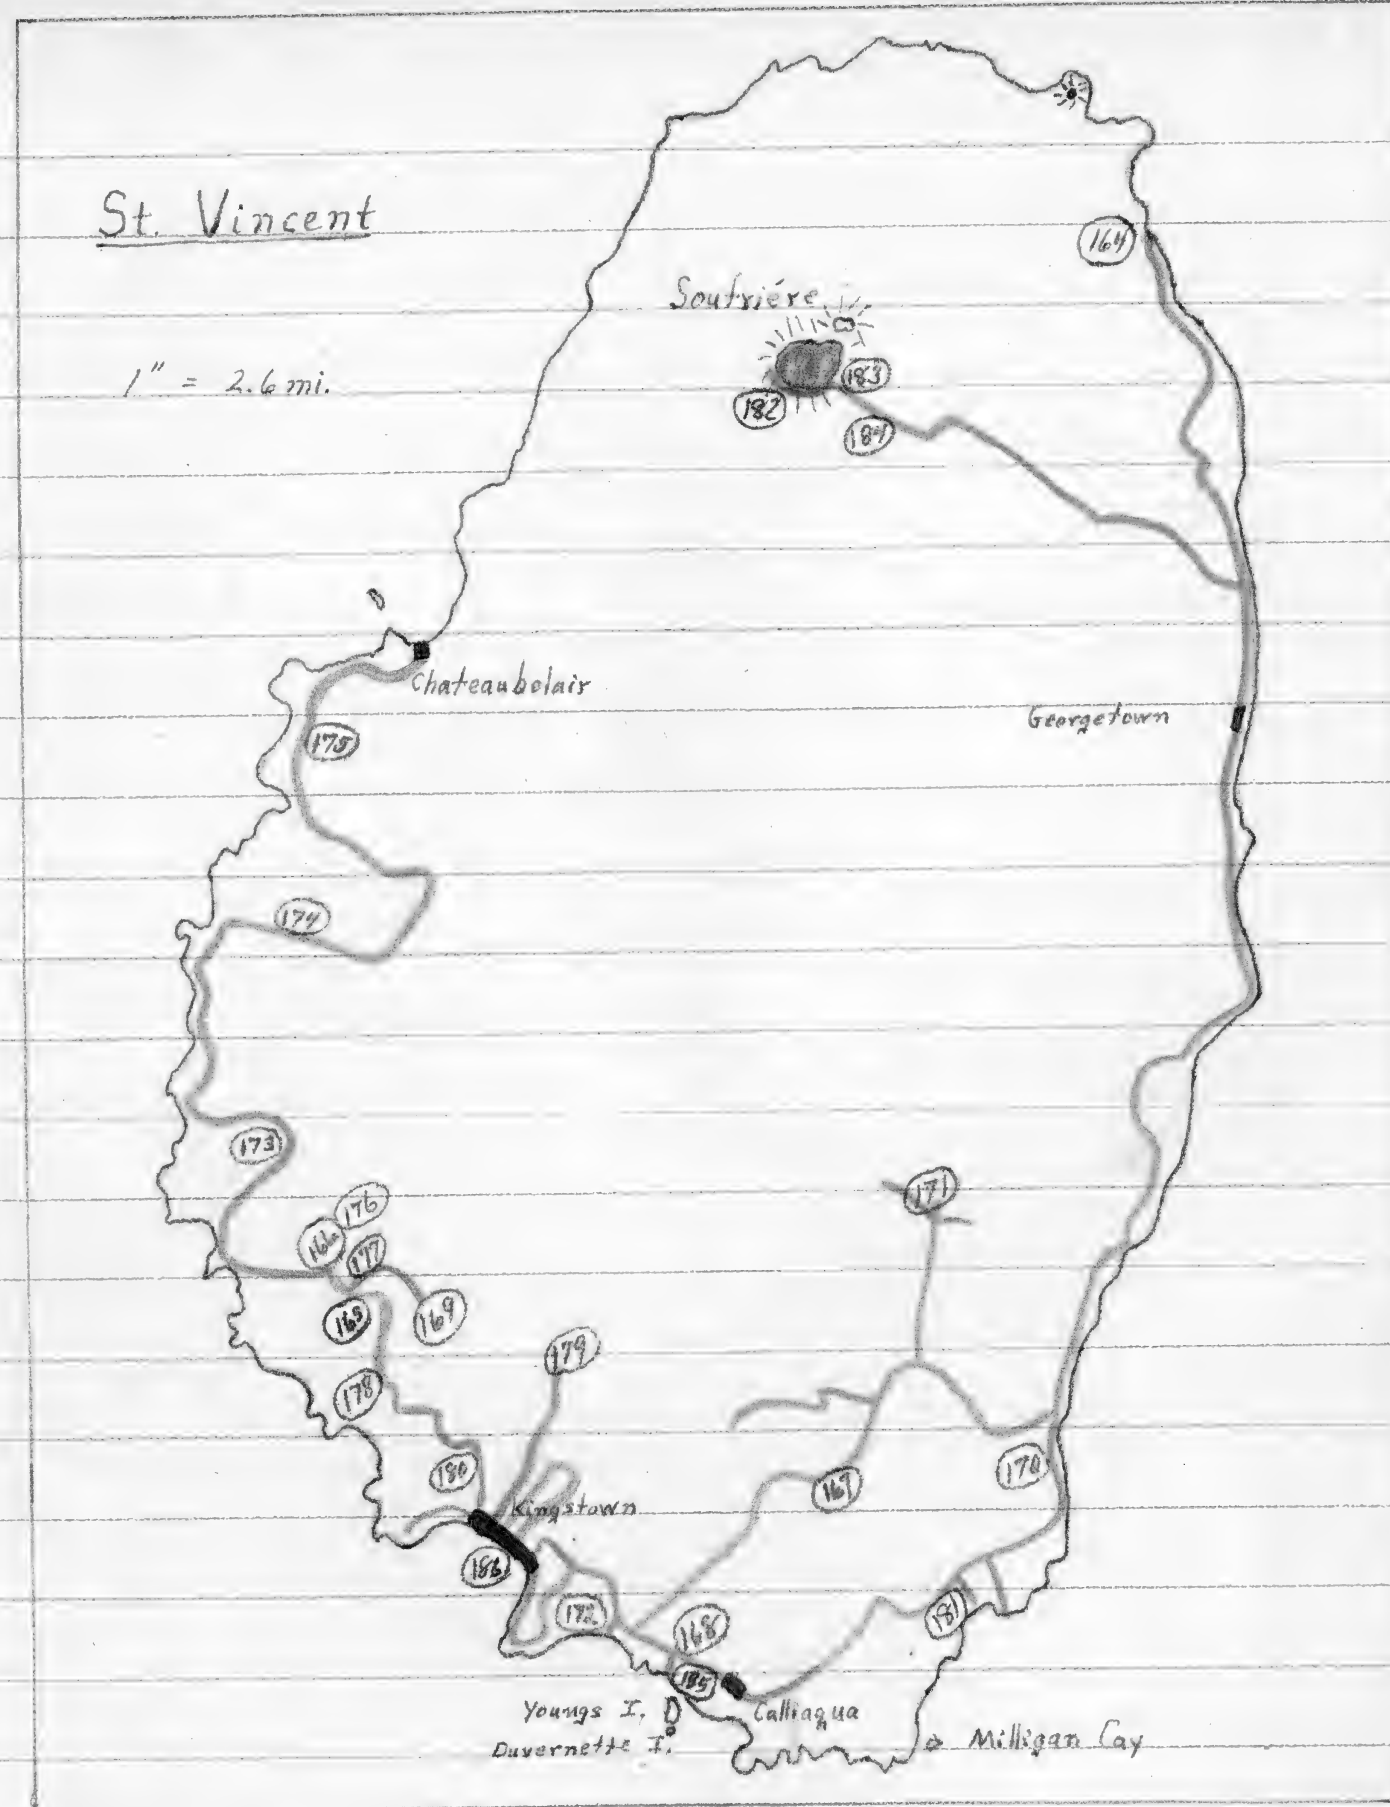 St. Vincent
164
Soufriére
1" = 2.6 mi.
183
182
184
Chateaubelair
Georgetown
175
174
173
171
176
166a
177
165
169
179
178
180
170
167
Kingstown
186
172
181
168
185
Youngs I.
Calliaqua
Duvernette I.
Milligan Cay